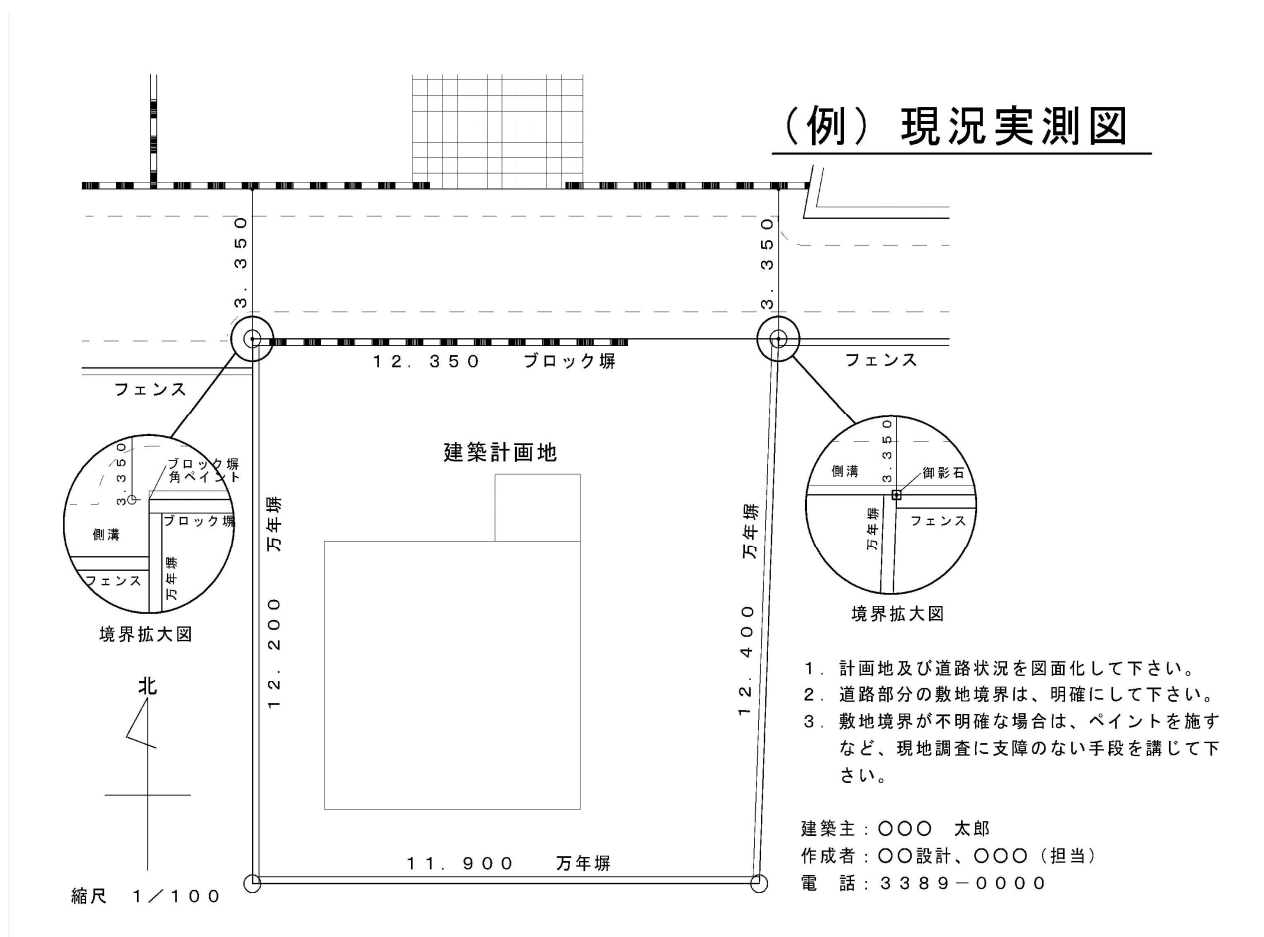 （例）現況実測図
3．350
3．350
12．350　ブロック塀
フェンス
フェンス
建築計画地
3．350
ブロック塀
角ペイント
ブロック塀
側溝
フェンス
万年塀
境界拡大図
万年塀
12．200
万年塀
12．400
3．350
側溝
御影石
万年塀
フェンス
境界拡大図
北
11．900　万年塀
縮尺　1／100
1．計画地及び道路状況を図面化して下さい。
2．道路部分の敷地境界は、明確にして下さい。
3．敷地境界が不明確な場合は、ペイントを施す
など、現地調査に支障のない手段を講じて下
さい。
建築主：〇〇〇　太郎
作成者：〇〇設計、〇〇〇（担当）
電　話：3389－0000